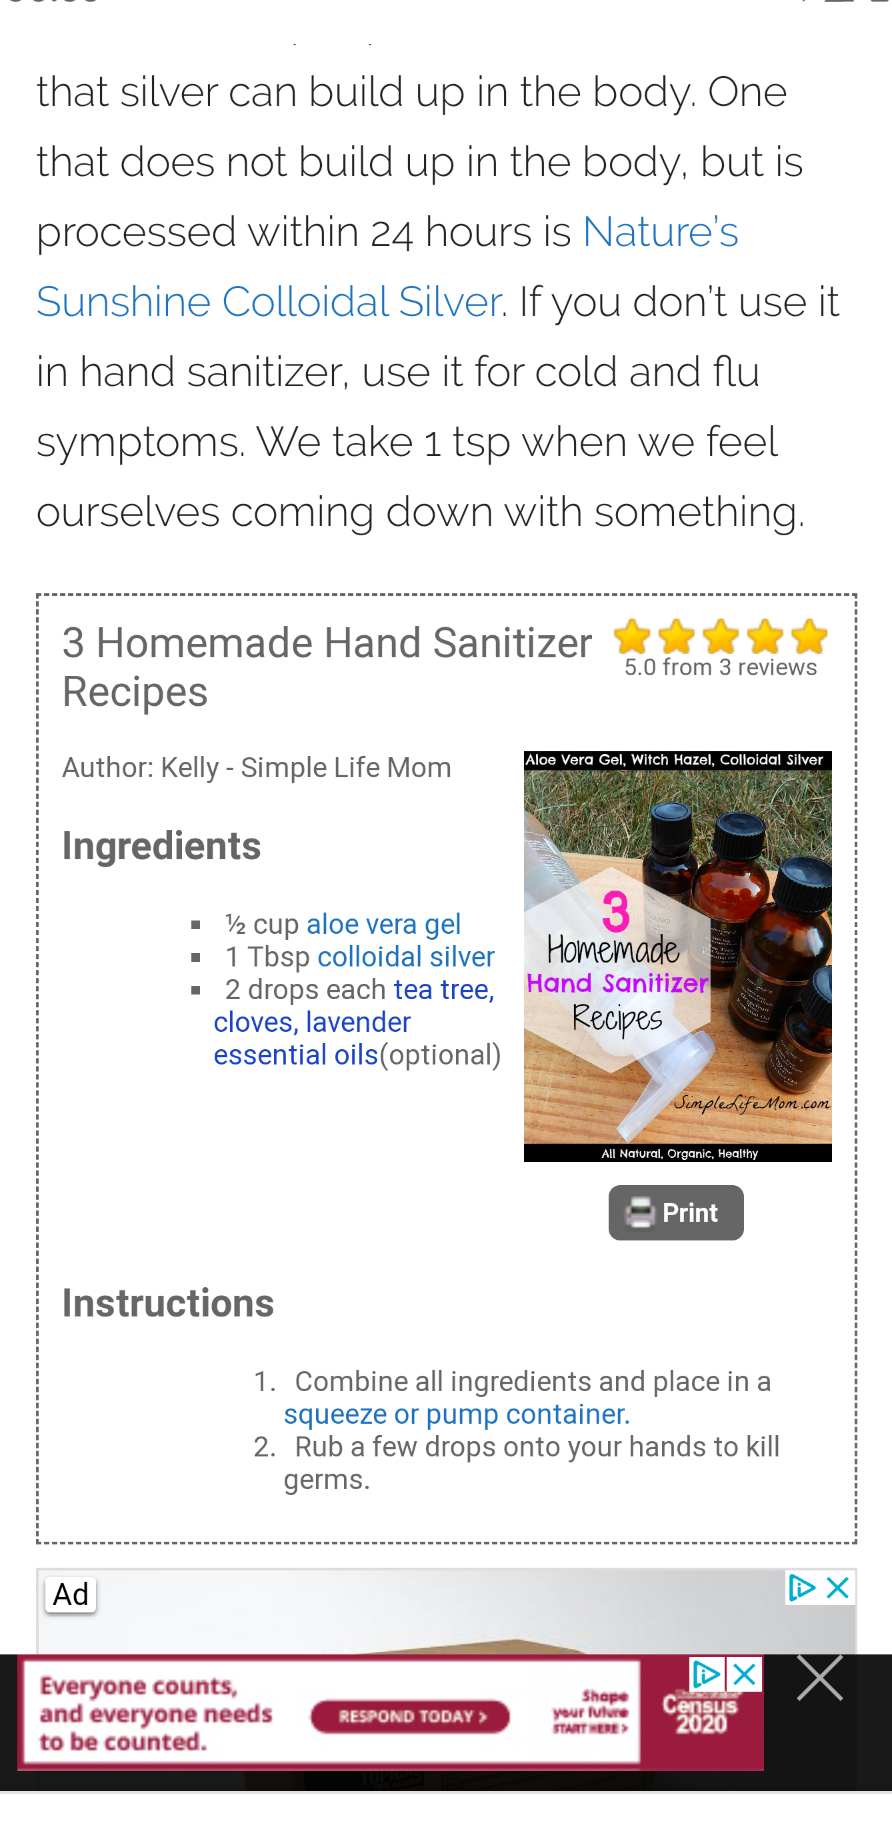 that silver can build up in the body. One
that does not build up in the body, but is
processed within 24 hours is Nature's
Sunshine Colloidal Silver. If you don't use it
in hand sanitizer, use it for cold and flu
symptoms. We take 1 tsp when we feel
ourselves coming down with something.
3 Homemade Hand Sanitizer
Recipes
5.0 from 3 reviews
Author: Kelly - Simple Life Mom
Ingredients
▪ ½ cup aloe vera gel
▪ 1 Tbsp colloidal silver
▪ 2 drops each tea tree,
cloves, lavender
essential oils(optional)
Aloe Vera Gel, Witch Hazel, Colloidal Silver
3
Homemade
Hand Sanitizer
Recipes
SimpleLifeMom.com
All Natural, Organic, Healthy
Print
Instructions
1. Combine all ingredients and place in a
squeeze or pump container.
2. Rub a few drops onto your hands to kill
germs.
Ad
Everyone counts,
and everyone needs
to be counted.
RESPOND TODAY >
Shape
your future
START HERE >
Census
2020